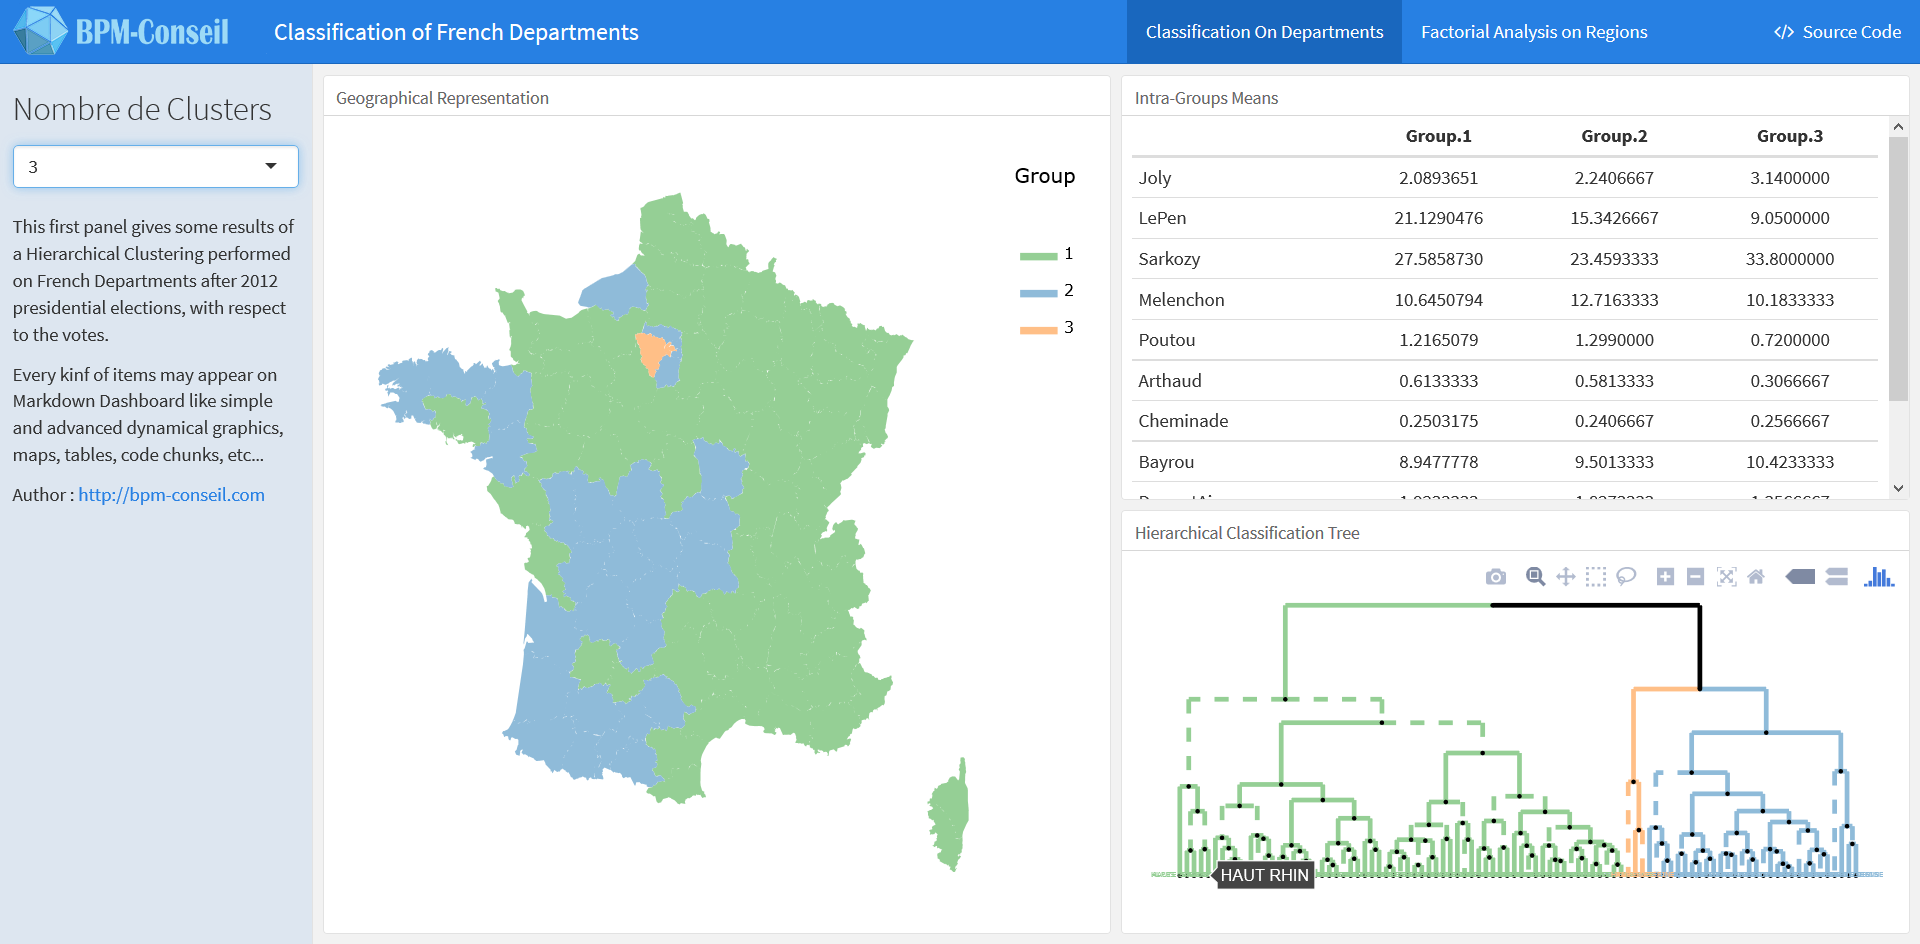 BPM-Conseil
Classification of French Departments
Classification On Departments
Factorial Analysis on Regions
</> Source Code
Nombre de Clusters
3
This first panel gives some results of
a Hierarchical Clustering performed
on French Departments after 2012
presidential elections, with respect
to the votes.
Every kinf of items may appear on
Markdown Dashboard like simple
and advanced dynamical graphics,
maps, tables, code chunks, etc...
Author : http://bpm-conseil.com
Geographical Representation
Group
1
2
3
Intra-Groups Means
Group.1 Group.2 Group.3
Joly 2.0893651 2.2406667 3.1400000
LePen 21.1290476 15.3426667 9.0500000
Sarkozy 27.5858730 23.4593333 33.8000000
Melenchon 10.6450794 12.7163333 10.1833333
Poutou 1.2165079 1.2990000 0.7200000
Arthaud 0.6133333 0.5813333 0.3066667
Cheminade 0.2503175 0.2406667 0.2566667
Bayrou 8.9477778 9.5013333 10.4233333
Hierarchical Classification Tree
HAUT RHIN